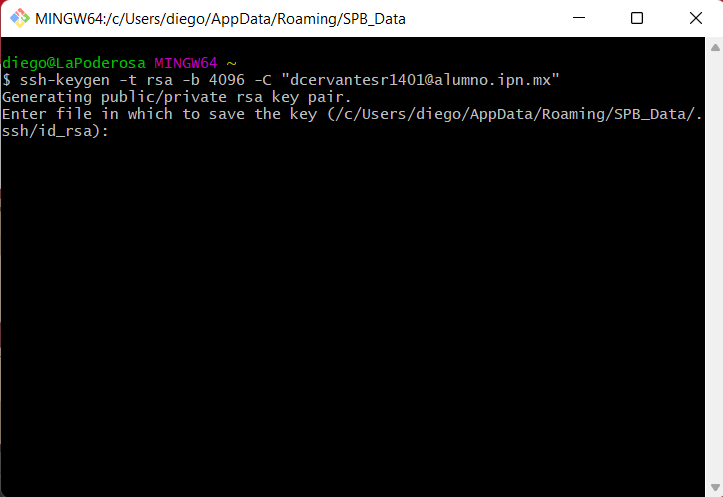 MINGW64:/c/Users/diego/AppData/Roaming/SPB_Data
diego@LaPoderosa MINGW64 ~
$ ssh-keygen -t rsa -b 4096 -C "dcervantesr1401@alumno.ipn.mx"
Generating public/private rsa key pair.
Enter file in which to save the key (/c/Users/diego/AppData/Roaming/SPB_Data/.
ssh/id_rsa):